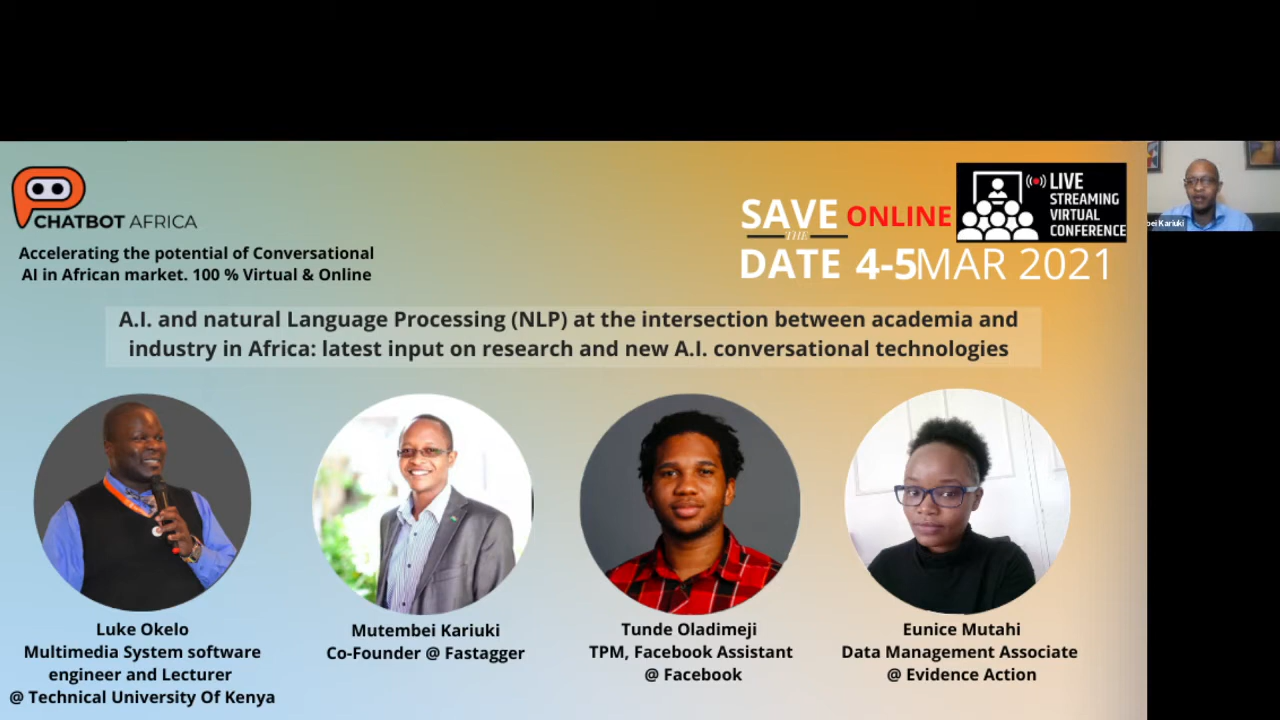 CHATBOT AFRICA
Accelerating the potential of Conversational
AI in African market. 100 % Virtual & Online
SAVE ONLINE
THE
DATE 4-5MAR 2021
LIVE
STREAMING
VIRTUAL
CONFERENCE
bei Kariuki
A.I. and natural Language Processing (NLP) at the intersection between academia and
industry in Africa: latest input on research and new A.I. conversational technologies
Luke Okelo
Multimedia System software
engineer and Lecturer
@ Technical University Of Kenya
Mutembei Kariuki
Co-Founder @ Fastagger
Tunde Oladimeji
TPM, Facebook Assistant
@ Facebook
Eunice Mutahi
Data Management Associate
@ Evidence Action